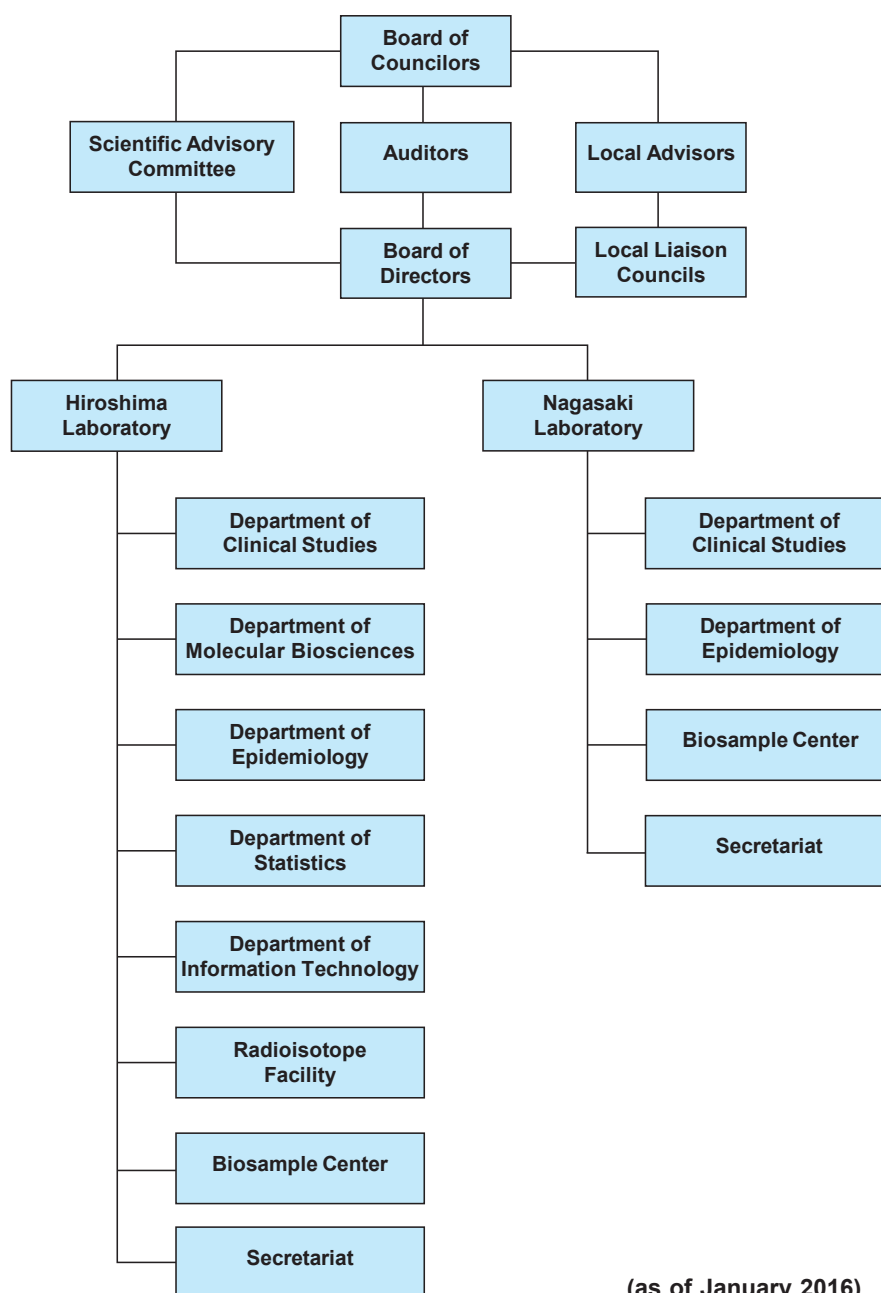 Board of
Councilors
Scientific Advisory
Committee
Auditors
Local Advisors
Board of
Directors
Local Liaison
Councils
Hiroshima
Laboratory
Nagasaki
Laboratory
Department of
Clinical Studies
Department of
Molecular Biosciences
Department of
Epidemiology
Department of
Statistics
Department of
Information Technology
Radioisotope
Facility
Biosample Center
Secretariat
Department of
Clinical Studies
Department of
Epidemiology
Biosample Center
Secretariat
(as of January 2016)